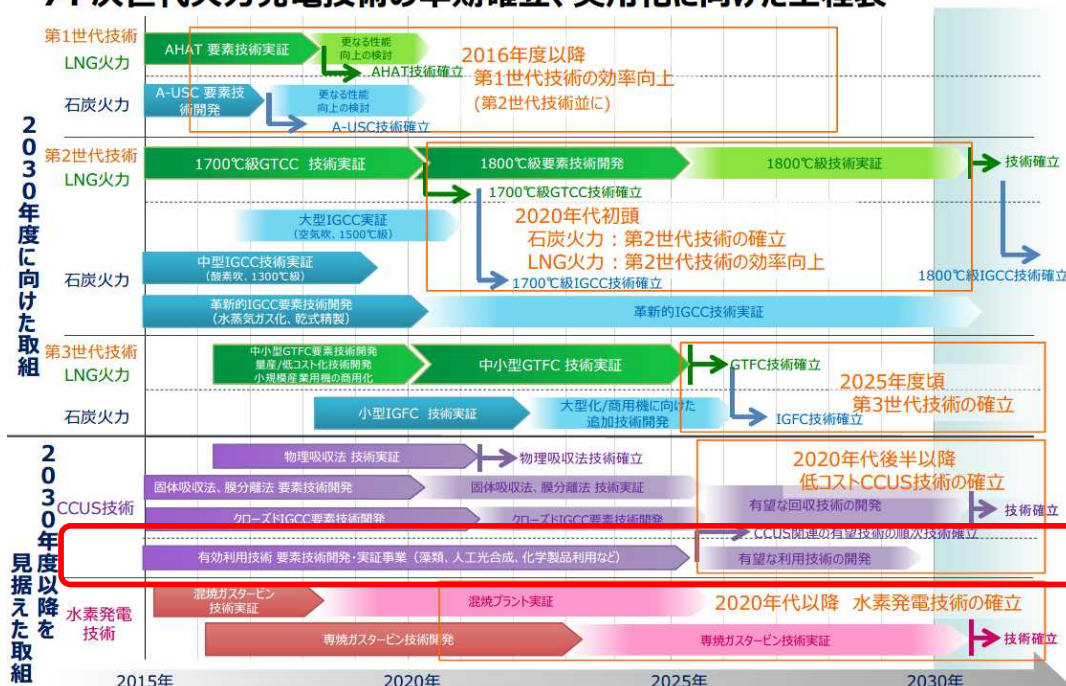 2030年度に向けた取組
第1世代技術
LNG火力
AHAT 要素技術実証
更なる性能
向上の検討
AHAT技術確立
2016年度以降
第1世代技術の効率向上
(第2世代技術並に)
石炭火力
A-USC 要素技
術開発
更なる性能
向上の検討
A-USC技術確立
第2世代技術
LNG火力
1700℃級GTCC 技術実証
1800℃級要素技術開発
1800℃級技術実証
技術確立
1700℃級GTCC技術確立
2020年代初頭
石炭火力：第2世代技術の確立
LNG火力：第2世代技術の効率向上
大型IGCC実証
(空気吹、1500℃級)
石炭火力
中型IGCC技術実証
(酸素吹、1300℃級)
1700℃級IGCC技術確立
1800℃級IGCC技術確立
革新的IGCC要素技術開発
(水蒸気ガス化、乾式精製)
革新的IGCC技術実証
第3世代技術
LNG火力
中小型GTFC要素技術開発
量産/低コスト化技術開発
小規模産業用機の商用化
中小型GTFC 技術実証
GTFC技術確立
2025年度頃
第3世代技術の確立
石炭火力
小型IGFC 技術実証
大型化/商用機に向けた
追加技術開発
IGFC技術確立
2030年度以降を
見据えた取組
CCUS技術
物理吸収法 技術実証
物理吸収法技術確立
2020年代後半以降
低コストCCUS技術の確立
固体吸収法、膜分離法 要素技術開発
固体吸収法、膜分離法 技術実証
有望な回収技術の開発
技術確立
クローズドIGCC要素技術開発
クローズドIGCC要素技術開発
CCUS関連の有望技術の順次技術確立
有効利用技術 要素技術開発・実証事業（藻類、人工光合成、化学製品利用など）
有望な利用技術の開発
水素発電
技術
混焼ガスタービン
技術実証
混焼プラント実証
2020年代以降 水素発電技術の確立
専焼ガスタービン技術開発
専焼ガスタービン技術実証
技術確立
2015年
2020年
2025年
2030年